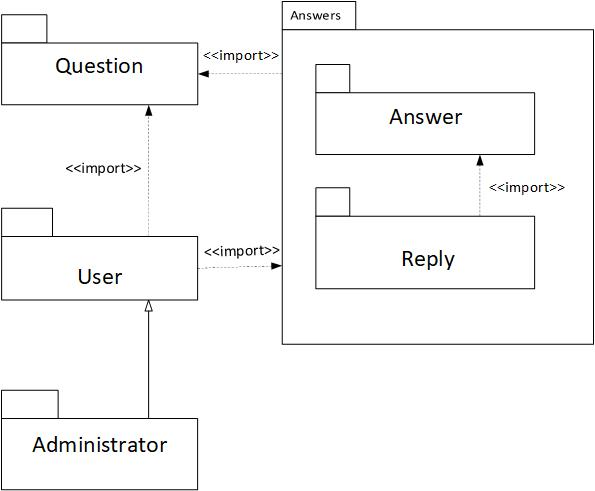 Answers
Question
<<import>>
Answer
<<import>>
<<import>>
<<import>>
User
Reply
Administrator